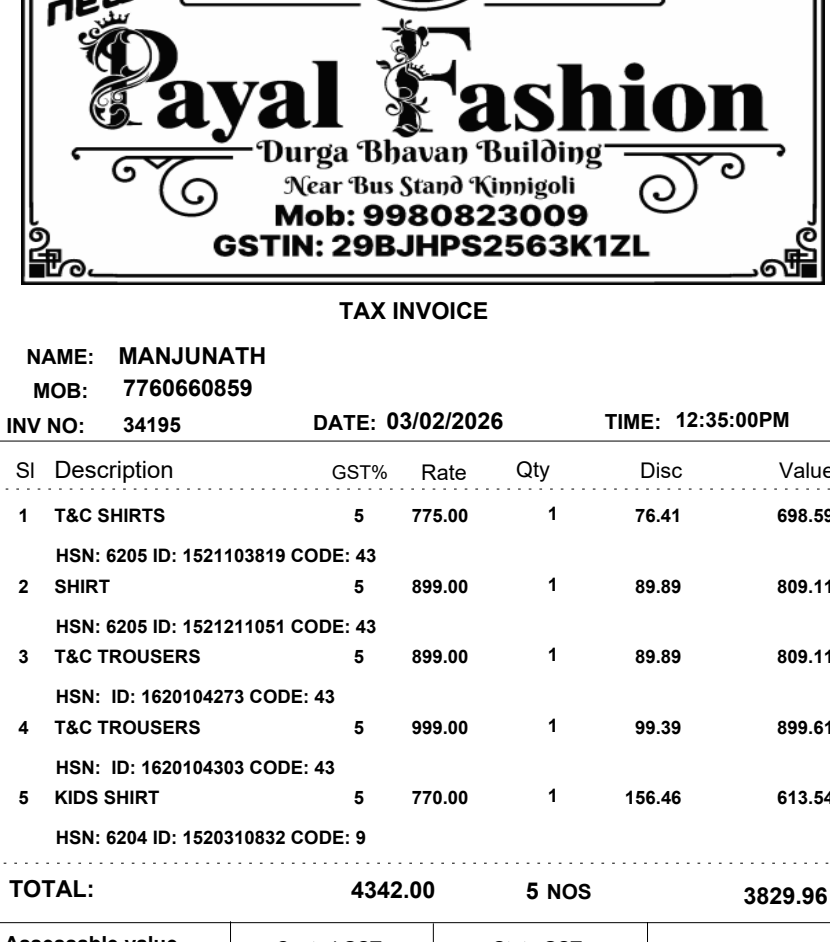 new
Payal Fashion
Durga Bhavan Building
Near Bus Stand Kinnigoli
Mob: 9980823009
GSTIN: 29BJHPS2563K1ZL
TAX INVOICE
NAME: MANJUNATH
MOB: 7760660859
INV NO: 34195 DATE: 03/02/2026 TIME: 12:35:00PM
Sl Description GST% Rate Qty Disc Value
1 T&C SHIRTS 5 775.00 1 76.41 698.59
HSN: 6205 ID: 1521103819 CODE: 43
2 SHIRT 5 899.00 1 89.89 809.11
HSN: 6205 ID: 1521211051 CODE: 43
3 T&C TROUSERS 5 899.00 1 89.89 809.11
HSN: ID: 1620104273 CODE: 43
4 T&C TROUSERS 5 999.00 1 99.39 899.61
HSN: ID: 1620104303 CODE: 43
5 KIDS SHIRT 5 770.00 1 156.46 613.54
HSN: 6204 ID: 1520310832 CODE: 9
TOTAL: 4342.00 5 NOS 3829.96